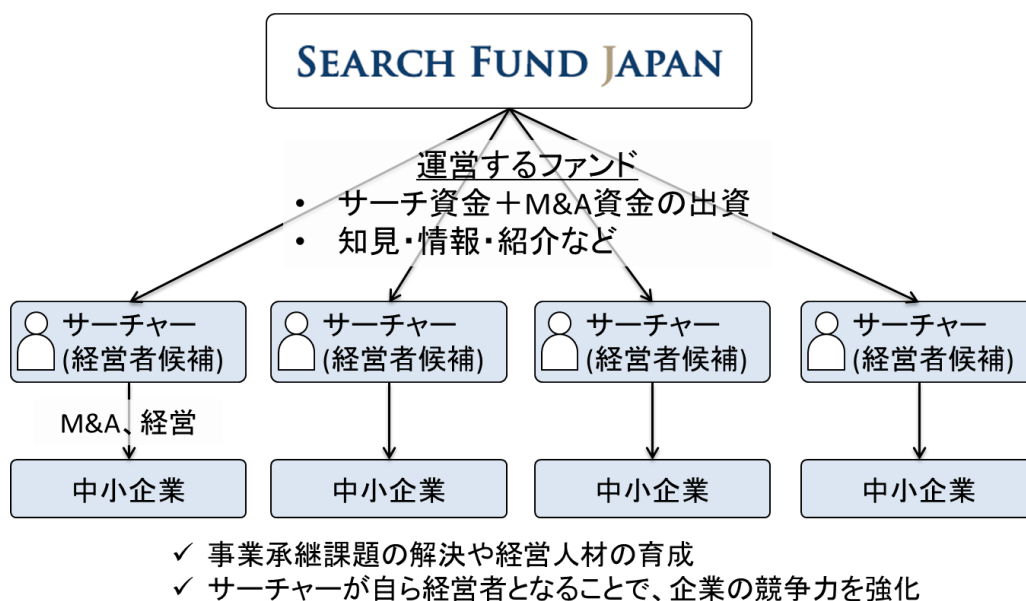 SEARCH FUND JAPAN
運営するファンド
• サーチ資金＋M&A資金の出資
• 知見・情報・紹介など
サーチャー
(経営者候補)
サーチャー
(経営者候補)
サーチャー
(経営者候補)
サーチャー
(経営者候補)
M&A、経営
中小企業
中小企業
中小企業
中小企業
✓ 事業承継課題の解決や経営人材の育成
✓ サーチャーが自ら経営者となることで、企業の競争力を強化